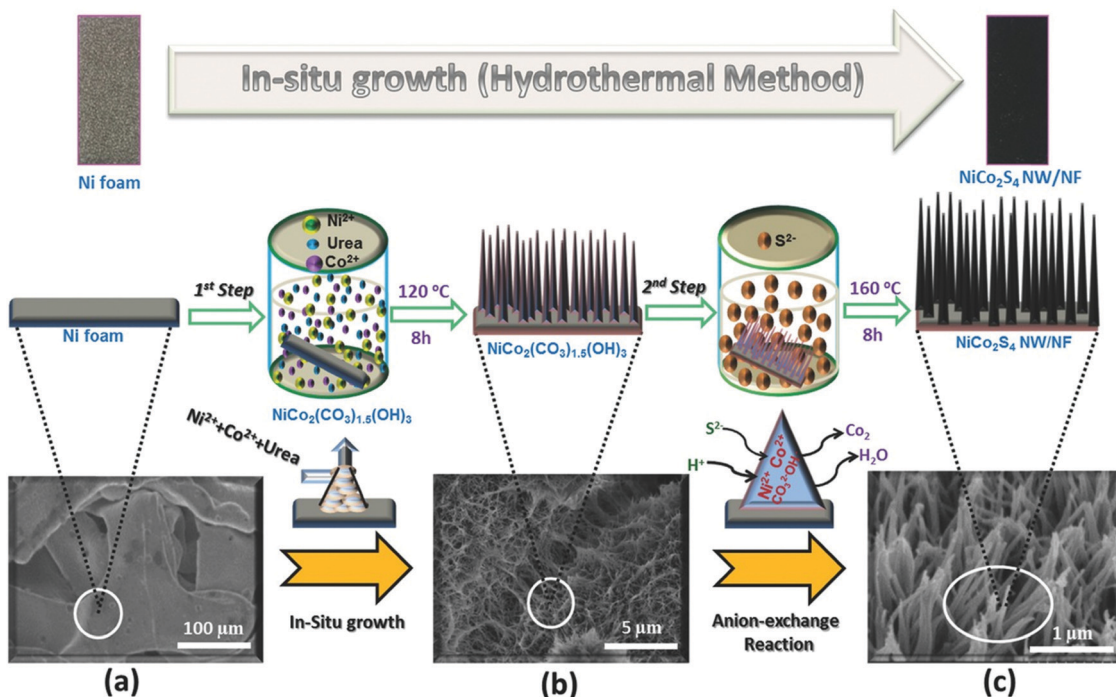 In-situ growth (Hydrothermal Method)
Ni foam
NiCo₂S₄ NW/NF
Ni²⁺
Urea
Co²⁺
S²⁻
1st Step
120 ºC
8h
2nd Step
160 ºC
8h
Ni foam
NiCo₂(CO₃)₁.₅(OH)₃
NiCo₂S₄ NW/NF
NiCo₂(CO₃)₁.₅(OH)₃
Ni²⁺+Co²⁺+Urea
S²⁻
H⁺
Ni²⁺ Co²⁺
CO₃²⁻OH⁻
Co₂
H₂O
In-Situ growth
Anion-exchange
Reaction
100 µm
5 µm
1 µm
(a)
(b)
(c)